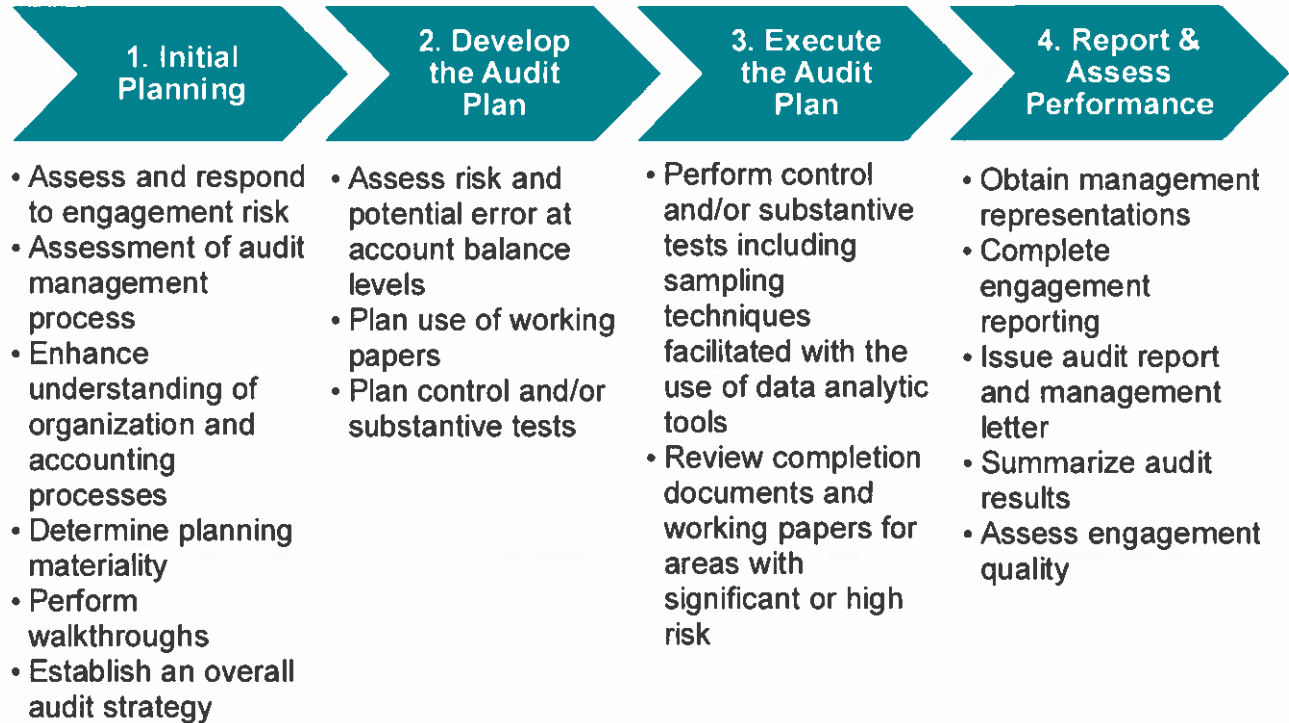 1. Initial
Planning
2. Develop
the Audit
Plan
3. Execute
the Audit
Plan
4. Report &
Assess
Performance
• Assess and respond
to engagement risk
• Assessment of audit
management
process
• Enhance
understanding of
organization and
accounting
processes
• Determine planning
materiality
• Perform
walkthroughs
• Establish an overall
audit strategy
• Assess risk and
potential error at
account balance
levels
• Plan use of working
papers
• Plan control and/or
substantive tests
• Perform control
and/or substantive
tests including
sampling
techniques
facilitated with the
use of data analytic
tools
• Review completion
documents and
working papers for
areas with
significant or high
risk
• Obtain management
representations
• Complete
engagement
reporting
• Issue audit report
and management
letter
• Summarize audit
results
• Assess engagement
quality